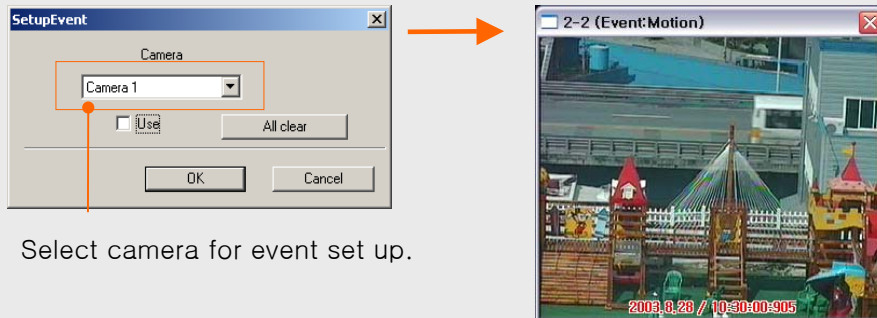 SetupEvent
Camera
Camera 1
Use
All clear
OK
Cancel
Select camera for event set up.
2-2 (Event:Motion)
2003, 8, 28 / 10:30:00:905